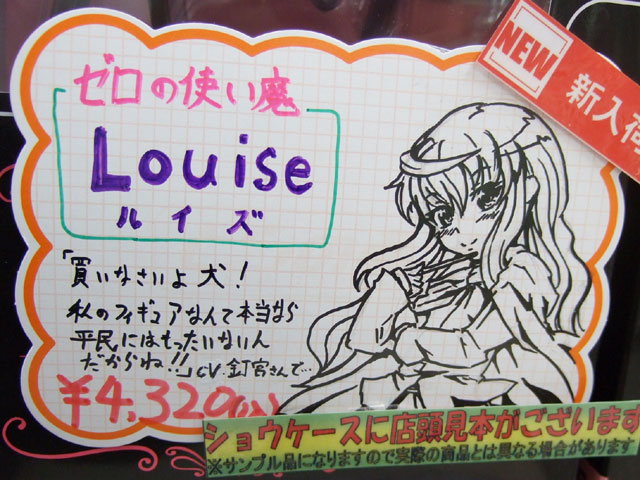 ゼロの使い魔
Louise
ルイズ
「買いなさいよ 犬!
私のフィギュアなんて本当なら
平民にはもったいないん
だからね!!」CV.釘宮さんで…
¥4,320
NEW
新入荷
ショウケースに店頭見本がございます
※サンプル品になりますので実際の商品とは異なる場合があります